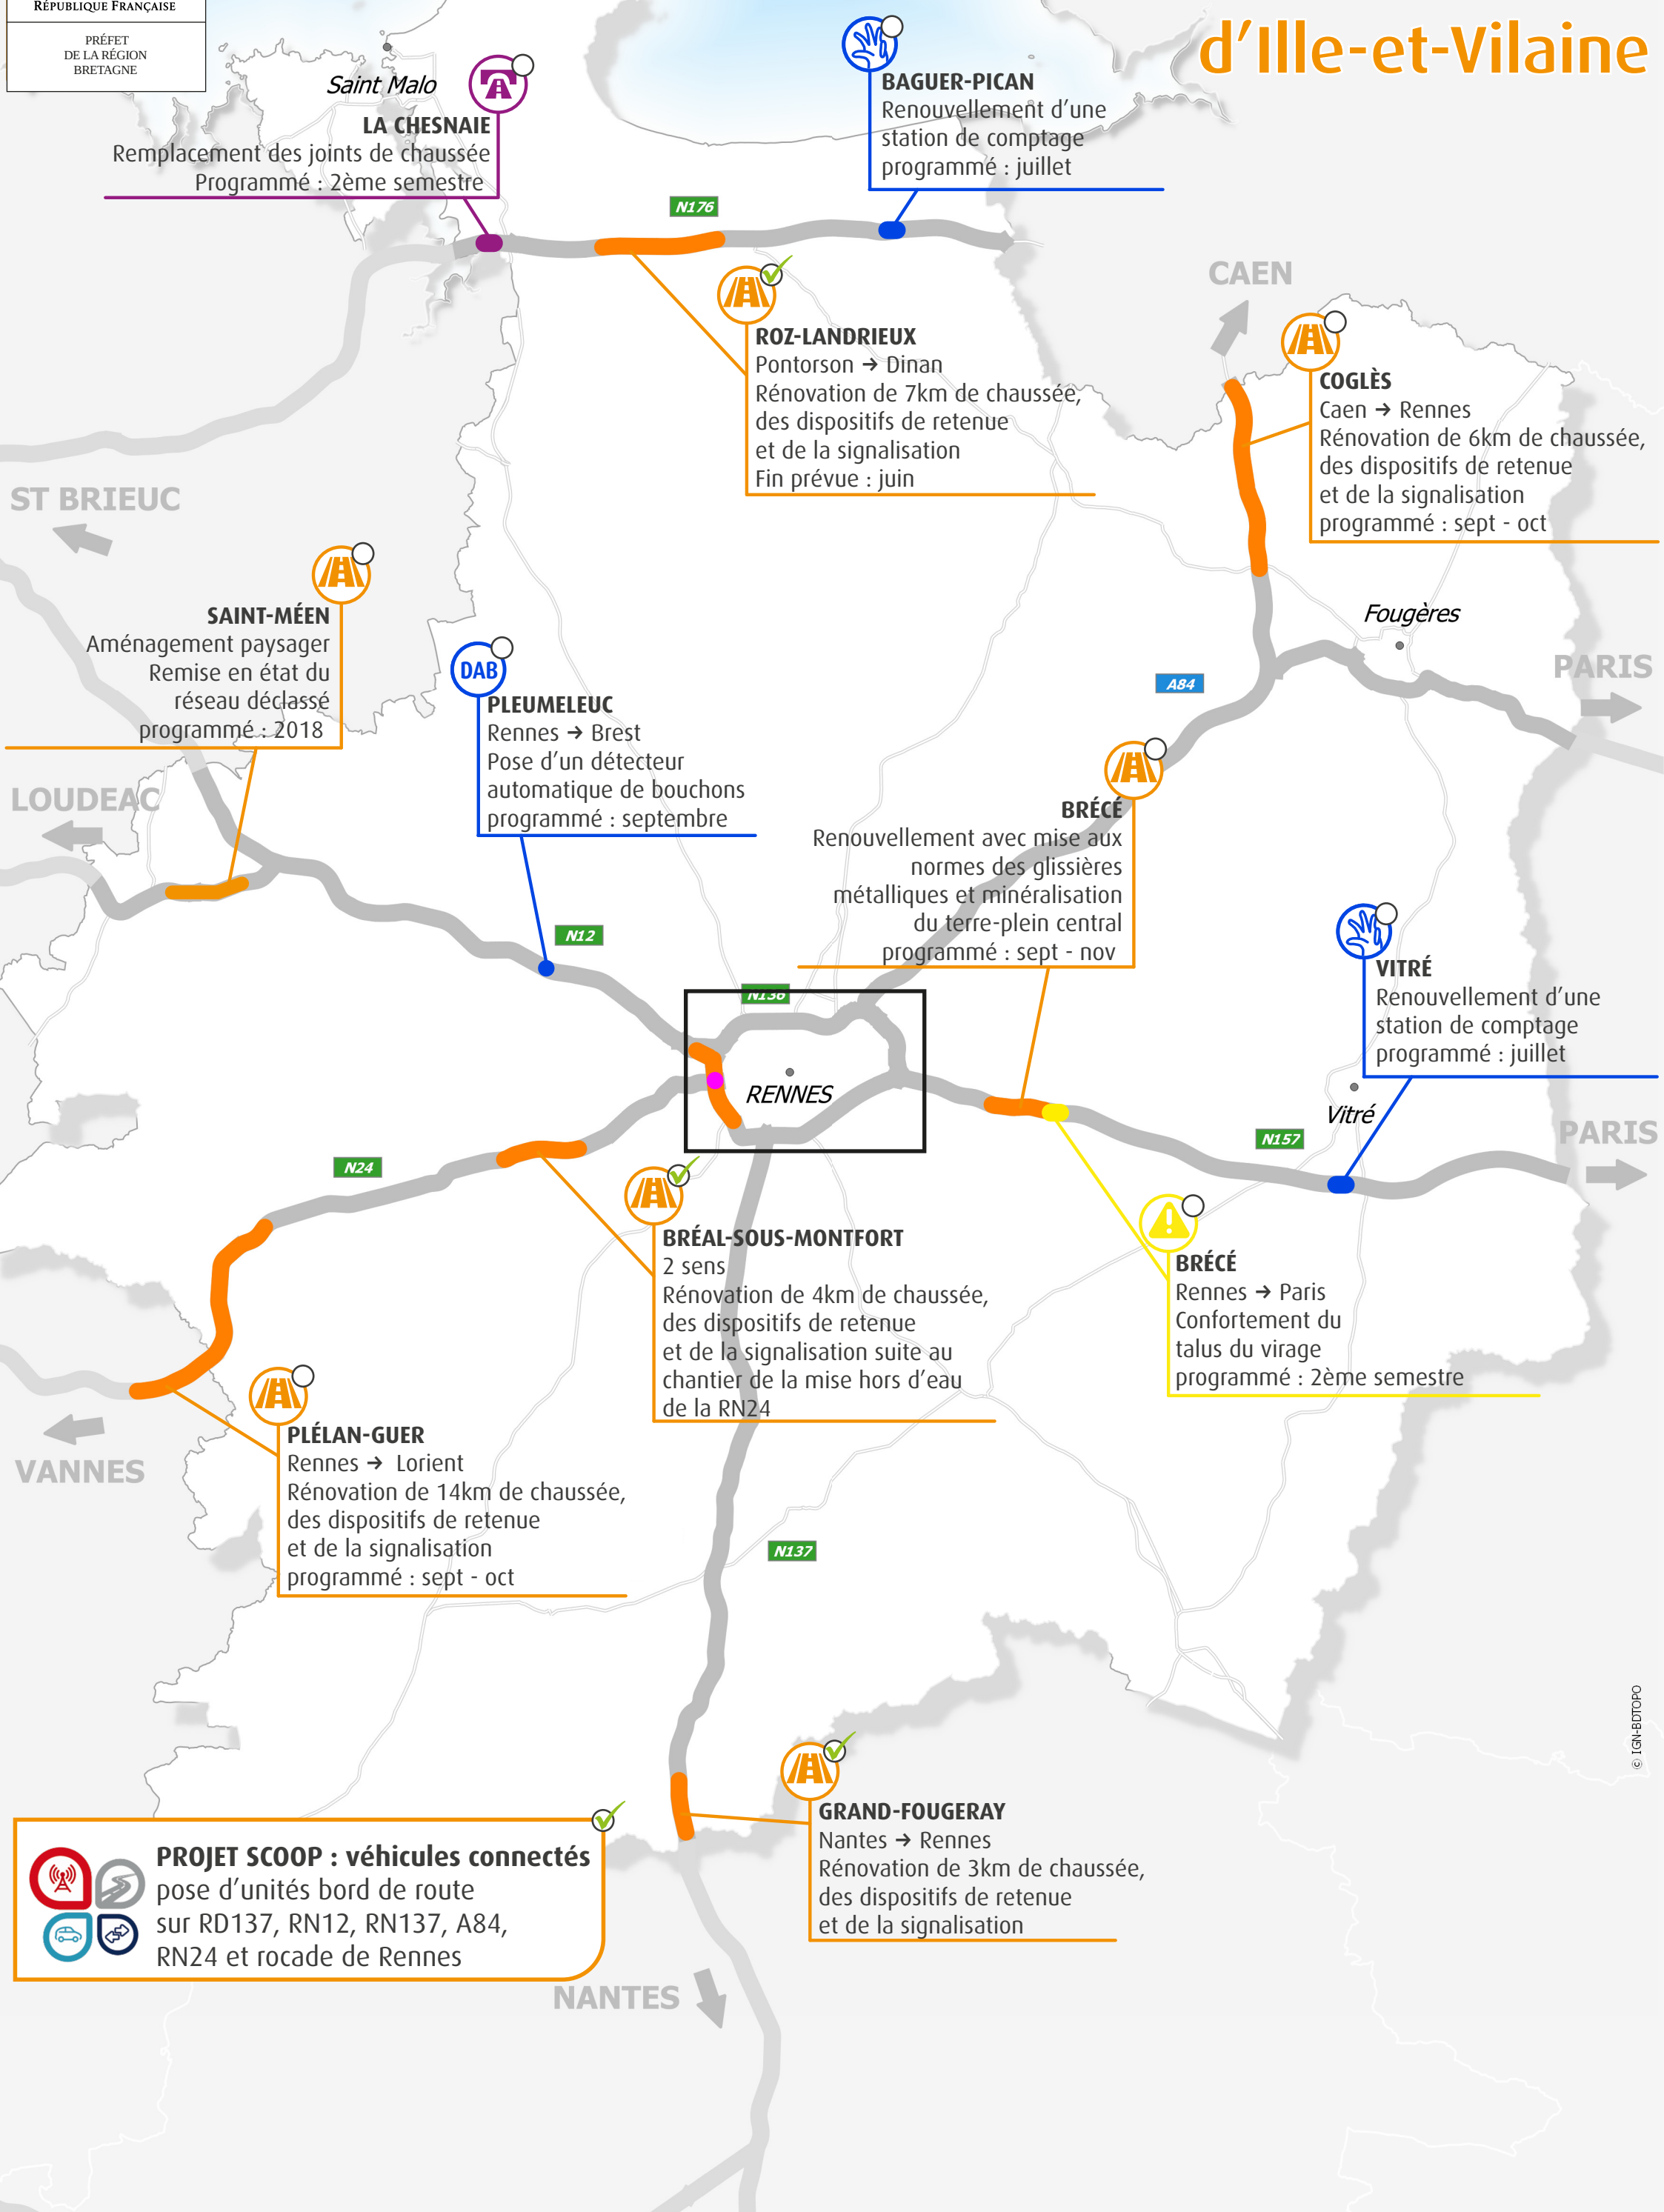 RÉPUBLIQUE FRANÇAISE
PRÉFET
DE LA RÉGION
BRETAGNE
d'Ille-et-Vilaine
Saint Malo
LA CHESNAIE
Remplacement des joints de chaussée
Programmé : 2ème semestre
BAGUER-PICAN
Renouvellement d'une
station de comptage
programmé : juillet
N176
CAEN
ROZ-LANDRIEUX
Pontorson → Dinan
Rénovation de 7km de chaussée,
des dispositifs de retenue
et de la signalisation
Fin prévue : juin
COGLÈS
Caen → Rennes
Rénovation de 6km de chaussée,
des dispositifs de retenue
et de la signalisation
programmé : sept - oct
ST BRIEUC
SAINT-MÉEN
Aménagement paysager
Remise en état du
réseau déclassé
programmé : 2018
Fougères
PARIS
DAB
PLEUMELEUC
Rennes → Brest
Pose d'un détecteur
automatique de bouchons
programmé : septembre
A84
LOUDEAC
BRÉCÉ
Renouvellement avec mise aux
normes des glissières
métalliques et minéralisation
du terre-plein central
programmé : sept - nov
N12
VITRÉ
Renouvellement d'une
station de comptage
programmé : juillet
N136
RENNES
Vitré
PARIS
N157
N24
BRÉAL-SOUS-MONTFORT
2 sens
Rénovation de 4km de chaussée,
des dispositifs de retenue
et de la signalisation suite au
chantier de la mise hors d'eau
de la RN24
BRÉCÉ
Rennes → Paris
Confortement du
talus du virage
programmé : 2ème semestre
VANNES
PLÉLAN-GUER
Rennes → Lorient
Rénovation de 14km de chaussée,
des dispositifs de retenue
et de la signalisation
programmé : sept - oct
N137
© IGN-BDTOPO
GRAND-FOUGERAY
Nantes → Rennes
Rénovation de 3km de chaussée,
des dispositifs de retenue
et de la signalisation
PROJET SCOOP : véhicules connectés
pose d'unités bord de route
sur RD137, RN12, RN137, A84,
RN24 et rocade de Rennes
NANTES